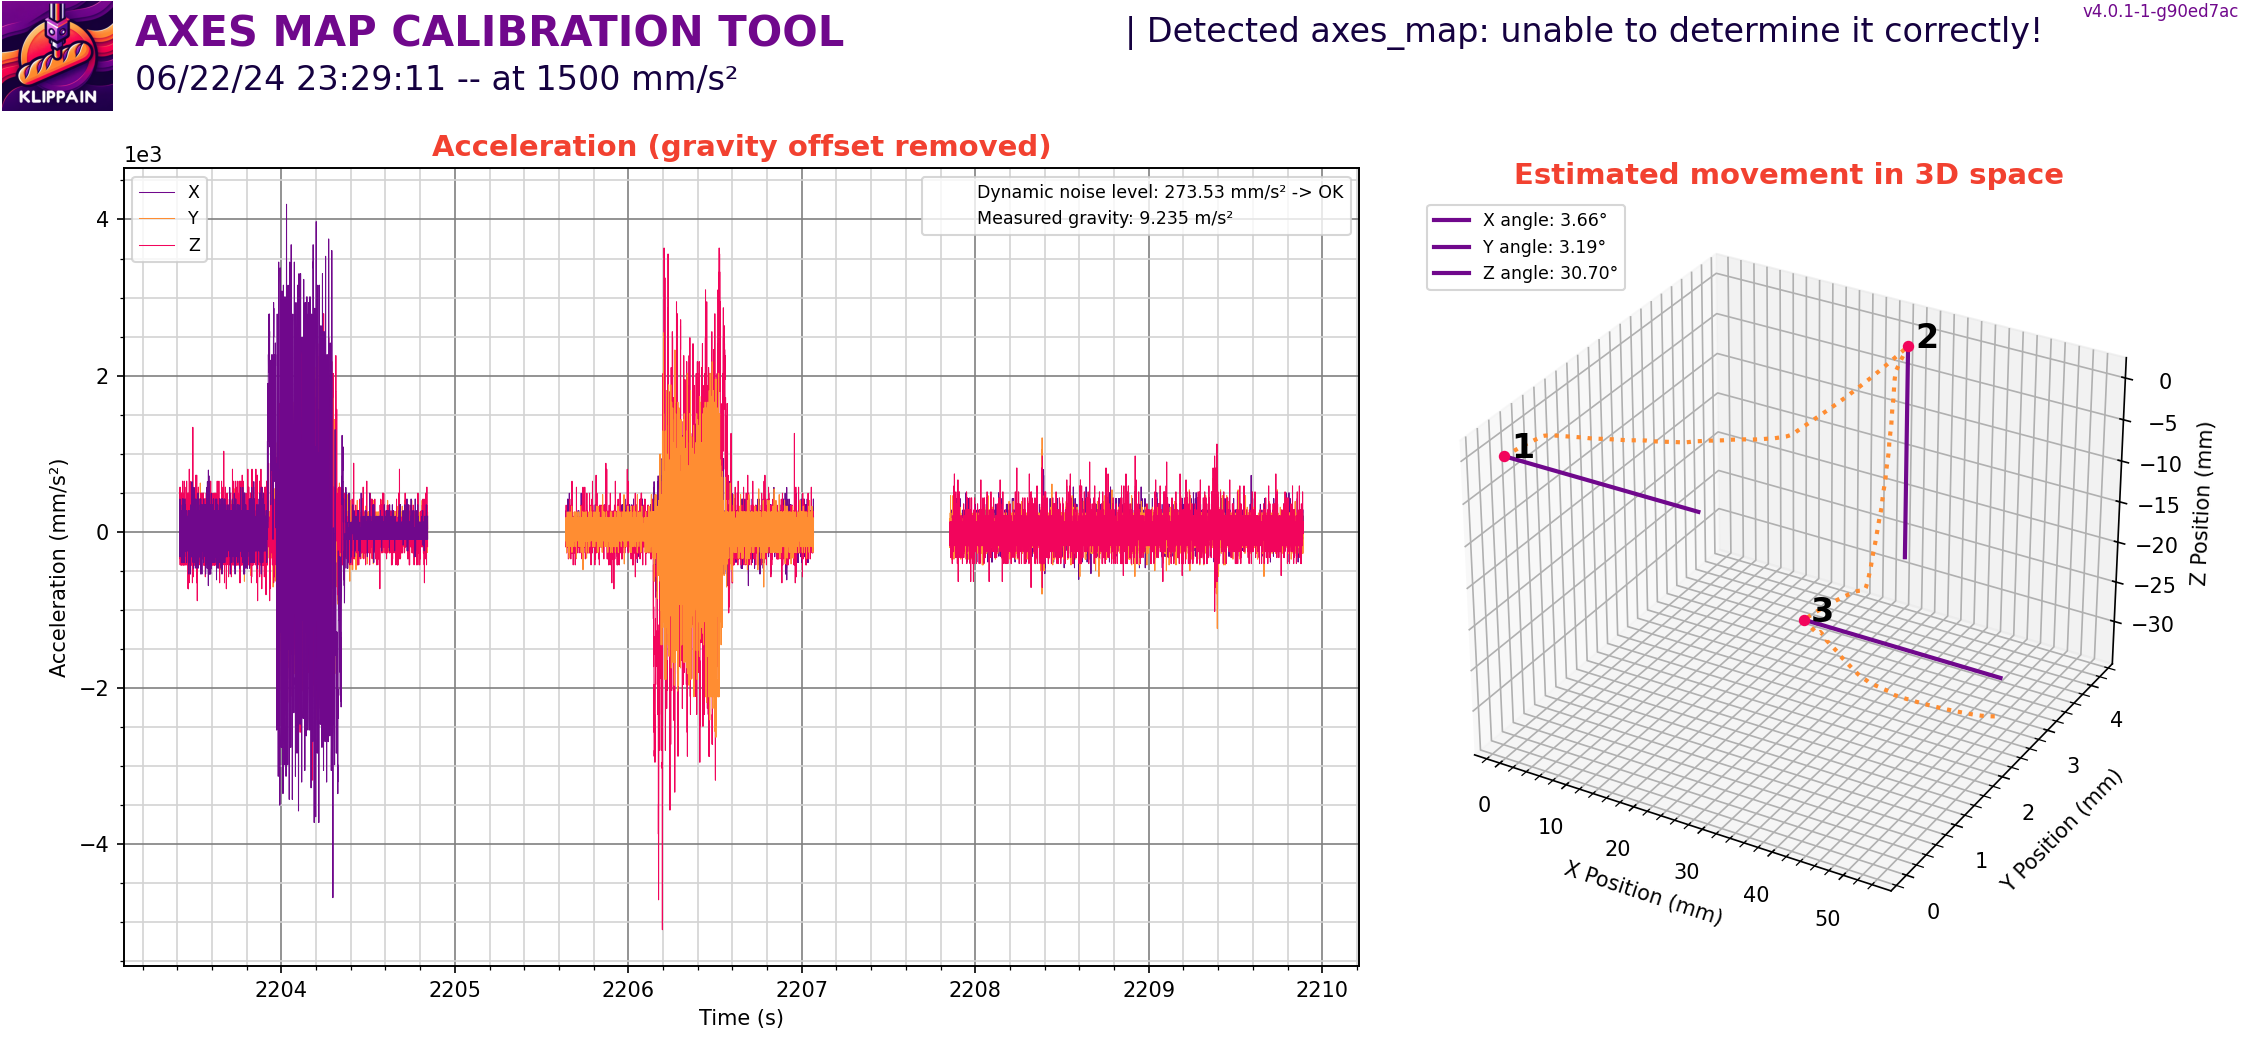 KLIPPAIN
AXES MAP CALIBRATION TOOL
06/22/24 23:29:11 -- at 1500 mm/s²
| Detected axes_map: unable to determine it correctly!
v4.0.1-1-g90ed7ac
Acceleration (gravity offset removed)
1e3
X
Y
Z
Dynamic noise level: 273.53 mm/s² -> OK
Measured gravity: 9.235 m/s²
4
2
0
−2
−4
Acceleration (mm/s²)
2204 2205 2206 2207 2208 2209 2210
Time (s)
Estimated movement in 3D space
X angle: 3.66°
Y angle: 3.19°
Z angle: 30.70°
1
2
3
0
−5
−10
−15
−20
−25
−30
Z Position (mm)
0 10 20 30 40 50
X Position (mm)
0 1 2 3 4
Y Position (mm)